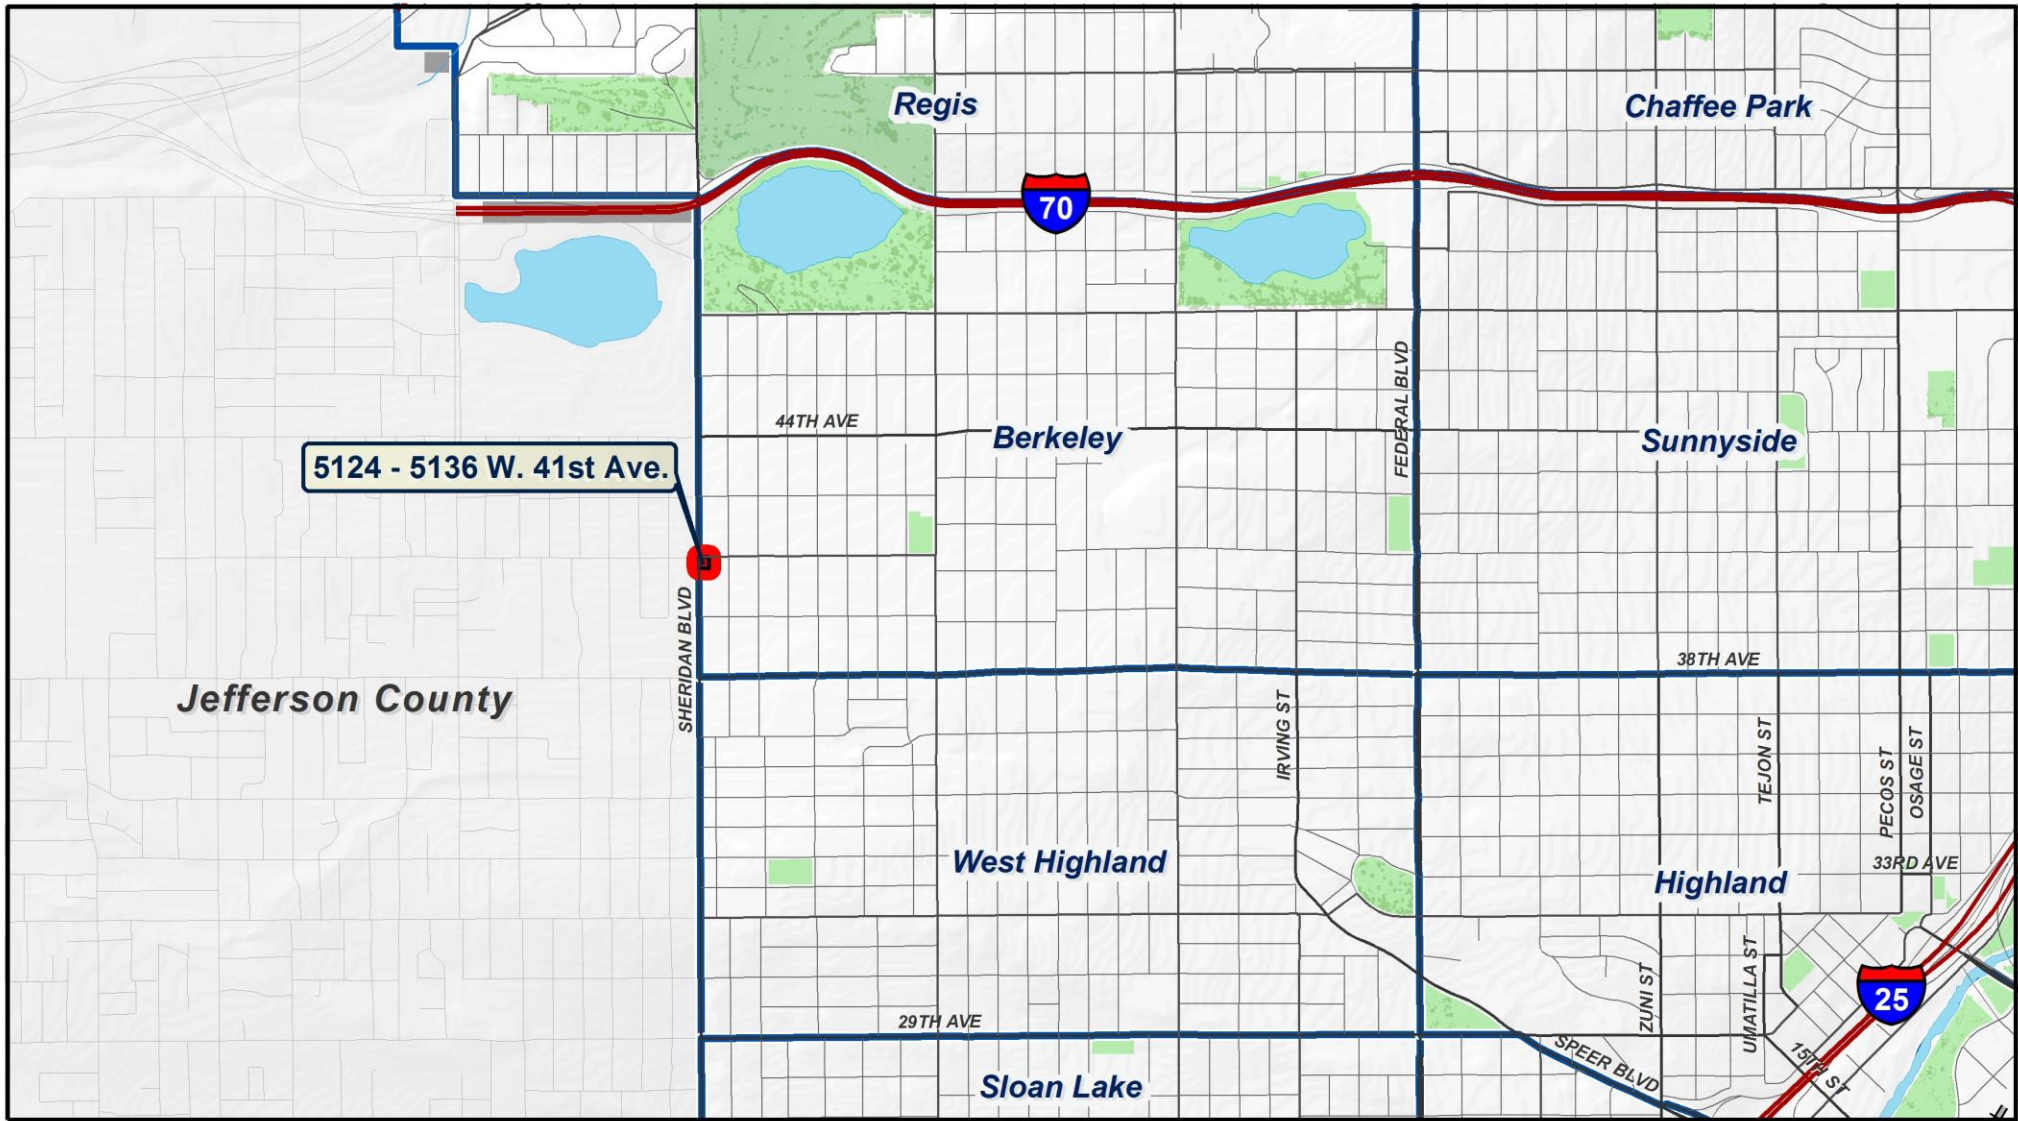 Regis
Chaffee Park
70
44TH AVE
FEDERAL BLVD
Berkeley
Sunnyside
5124 - 5136 W. 41st Ave.
SHERIDAN BLVD
38TH AVE
Jefferson County
IRVING ST
TEJON ST
PECOS ST
OSAGE ST
West Highland
33RD AVE
Highland
ZUNI ST
UMATILLA ST
25
29TH AVE
SPEER BLVD
15TH ST
Sloan Lake